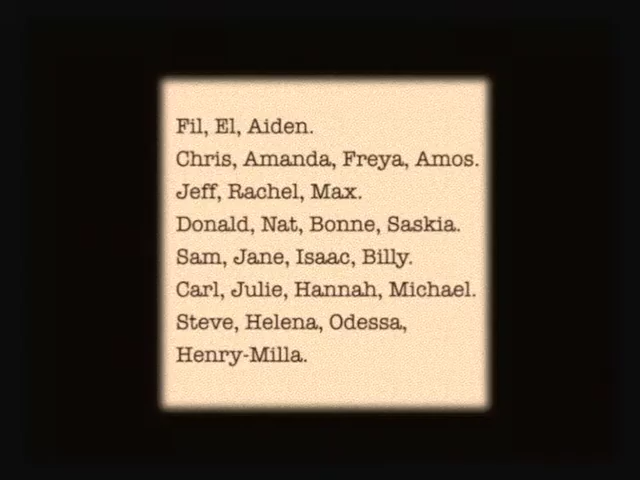 Fil, El, Aiden.
Chris, Amanda, Freya, Amos.
Jeff, Rachel, Max.
Donald, Nat, Bonne, Saskia.
Sam, Jane, Isaac, Billy.
Carl, Julie, Hannah, Michael.
Steve, Helena, Odessa,
Henry-Milla.